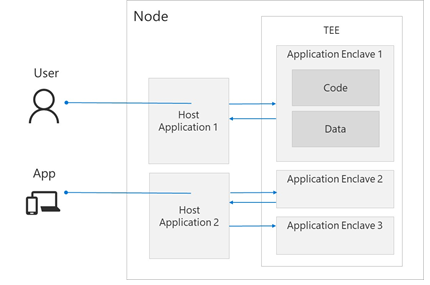 Node
TEE
Application Enclave 1
Code
Data
User
Host
Application 1
App
Host
Application 2
Application Enclave 2
Application Enclave 3